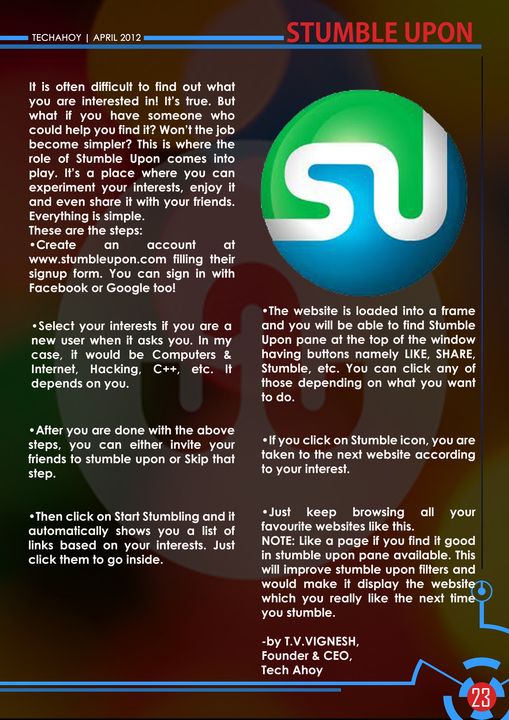 TECHAHOY | APRIL 2012
STUMBLE UPON
It is often difficult to find out what
you are interested in! It's true. But
what if you have someone who
could help you find it? Won't the job
become simpler? This is where the
role of Stumble Upon comes into
play. It's a place where you can
experiment your interests, enjoy it
and even share it with your friends.
Everything is simple.
These are the steps:
•Create an account at
www.stumbleupon.com filling their
signup form. You can sign in with
Facebook or Google too!
•Select your interests if you are a
new user when it asks you. In my
case, it would be Computers &
Internet, Hacking, C++, etc. It
depends on you.
•After you are done with the above
steps, you can either invite your
friends to stumble upon or Skip that
step.
•Then click on Start Stumbling and it
automatically shows you a list of
links based on your interests. Just
click them to go inside.
su
•The website is loaded into a frame
and you will be able to find Stumble
Upon pane at the top of the window
having buttons namely LIKE, SHARE,
Stumble, etc. You can click any of
those depending on what you want
to do.
•If you click on Stumble icon, you are
taken to the next website according
to your interest.
•Just keep browsing all your
favourite websites like this.
NOTE: Like a page if you find it good
in stumble upon pane available. This
will improve stumble upon filters and
would make it display the website
which you really like the next time
you stumble.
-by T.V.VIGNESH,
Founder & CEO,
Tech Ahoy
23